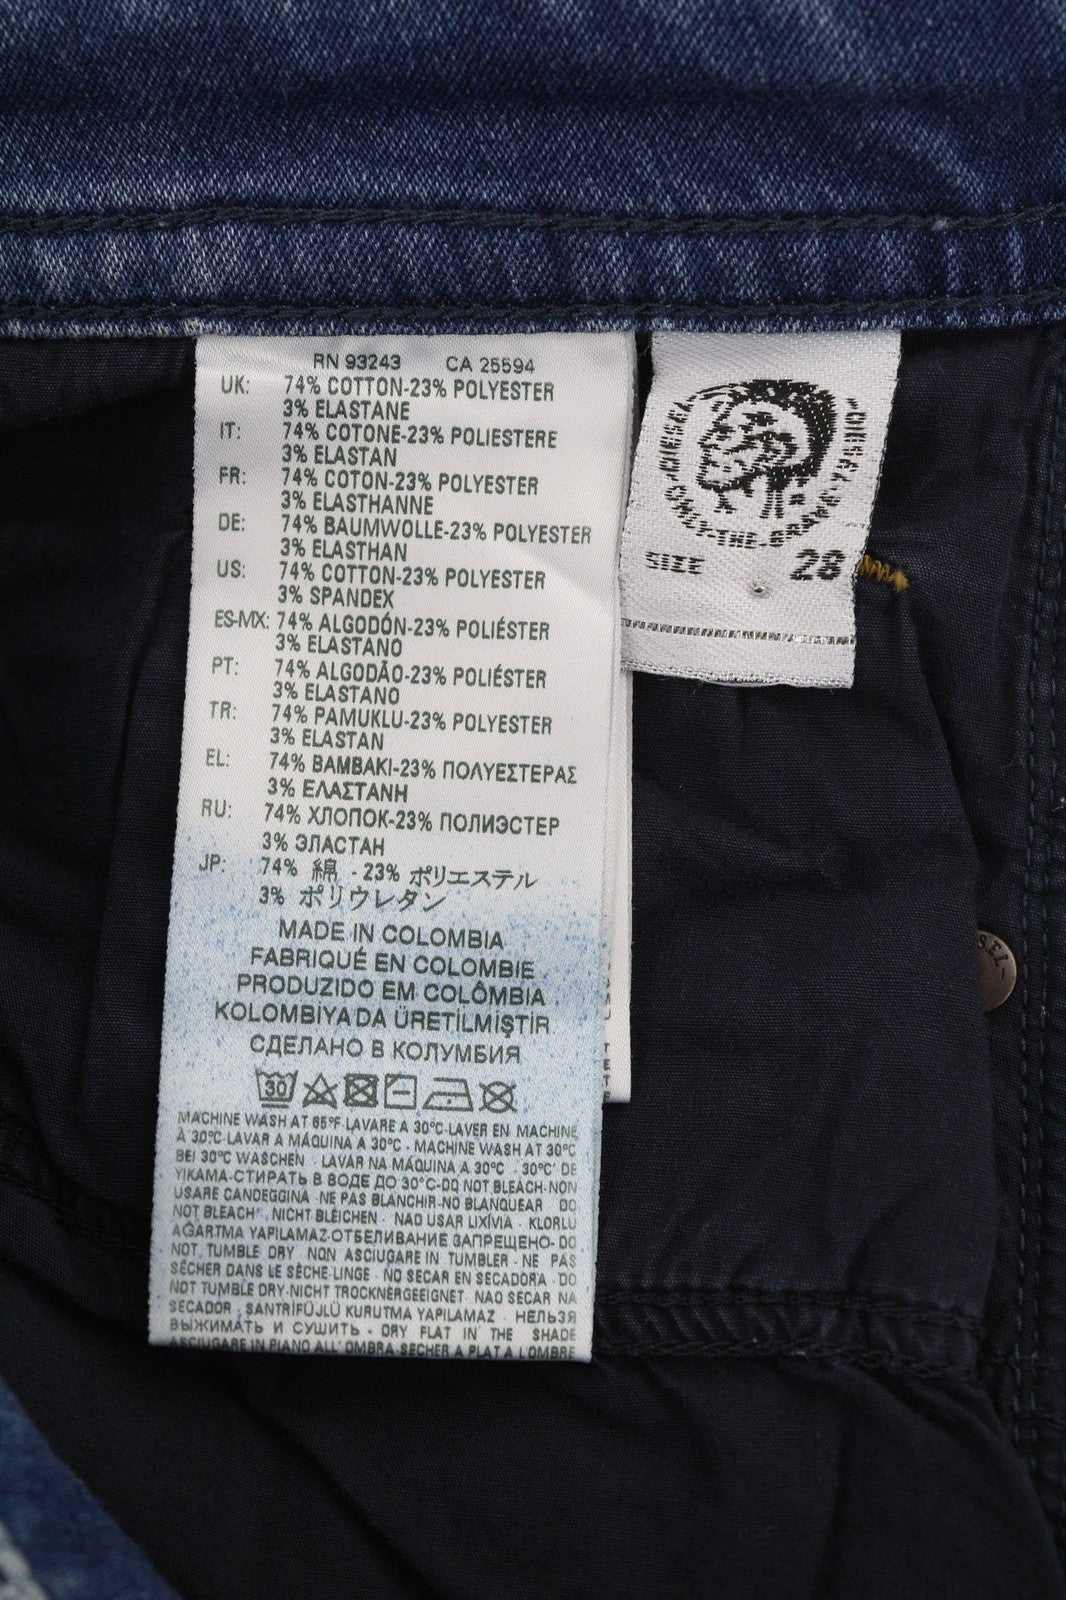 RN 93243 CA 25594
UK: 74% COTTON-23% POLYESTER
3% ELASTANE
IT: 74% COTONE-23% POLIESTERE
3% ELASTAN
FR: 74% COTON-23% POLYESTER
3% ELASTHANNE
DE: 74% BAUMWOLLE-23% POLYESTER
3% ELASTHAN
US: 74% COTTON-23% POLYESTER
3% SPANDEX
ES-MX: 74% ALGODÓN-23% POLIÉSTER
3% ELASTANO
PT: 74% ALGODÃO-23% POLIÉSTER
3% ELASTANO
TR: 74% PAMUKLU-23% POLYESTER
3% ELASTAN
EL: 74% ΒΑΜΒΑΚΙ-23% ΠΟΛΥΕΣΤΕΡΑΣ
3% ΕΛΑΣΤΑΝΗ
RU: 74% ХЛОПОК-23% ПОЛИЭСТЕР
3% ЭЛАСТАН
JP: 74% 綿 - 23% ポリエステル
3% ポリウレタン
MADE IN COLOMBIA
FABRIQUÉ EN COLOMBIE
PRODUZIDO EM COLÔMBIA
KOLOMBIYADA ÜRETILMIŞTIR
СДЕЛАНО В КОЛУМБИЯ
30
MACHINE WASH AT 65°F-LAVARE A 30°C-LAVER EN MACHINE
À 30°C-LAVAR A MÁQUINA A 30°C - MACHINE WASH AT 30°C
BEI 30°C WASCHEN - LAVAR NA MÁQUINA A 30°C - 30°C' DE
YIKAMA-СТИРАТЬ В ВОДЕ ДО 30°C-DO NOT BLEACH-NON
USARE CANDEGGINA -NE PAS BLANCHIR-NO BLANQUEAR DO
NOT BLEACH - NICHT BLEICHEN - NAO USAR LIXÍVIA - KLORLU
AĞARTMA YAPILAMAZ-ОТБЕЛИВАНИЕ ЗАПРЕЩЕНО- DO
NOT TUMBLE DRY - NON ASCIUGARE IN TUMBLER - NE PAS
SÉCHER DANS LE SÈCHE-LINGE - NO SECAR EN SECADORA - DO
NOT TUMBLE DRY-NICHT TROCKNERGEEIGNET NAO SECAR NA
SECADOR - SANTRİFÜJLÜ KURUTMA YAPILAMAZ - НЕЛЬЗЯ
ВЫЖИМАТЬ И СУШИТЬ - DRY FLAT IN THE SHADE
ASCIUGARE IN PIANO ALL' OMBRA SÉCHER A PLAT A L'OMBRE
DIESEL
DIESEL
ONLY-THE-BRAVE
SIZE 28